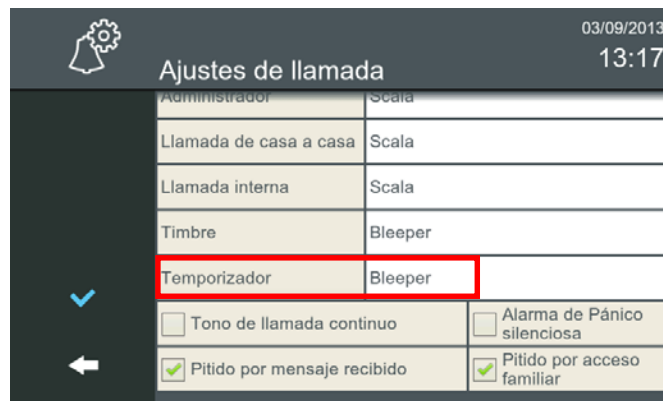 03/09/2013
13:17
Ajustes de llamada
Administrador Scala
Llamada de casa a casa Scala
Llamada interna Scala
Timbre Bleeper
Temporizador Bleeper
Tono de llamada continuo
Alarma de Pánico
silenciosa
Pitido por mensaje recibido
Pitido por acceso
familiar